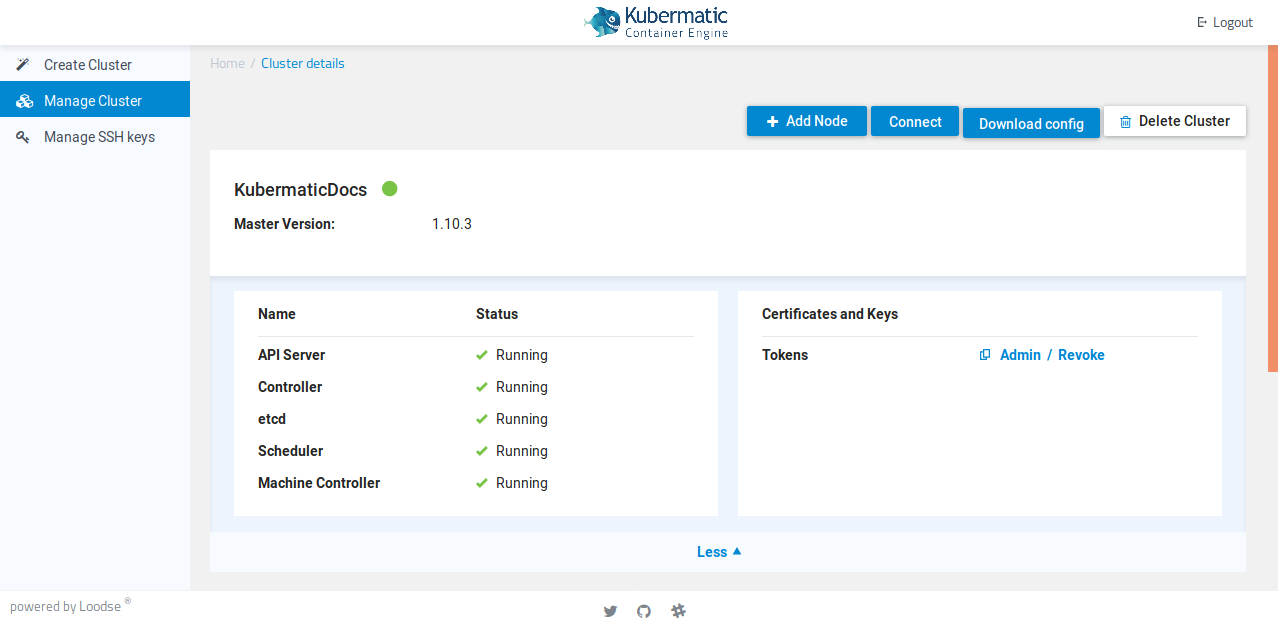 Kubermatic
Container Engine
Logout
Create Cluster
Manage Cluster
Manage SSH keys
Home / Cluster details
Add Node
Connect
Download config
Delete Cluster
KubermaticDocs
Master Version: 1.10.3
Name Status
API Server Running
Controller Running
etcd Running
Scheduler Running
Machine Controller Running
Certificates and Keys
Tokens Admin / Revoke
Less
powered by Loodse ®